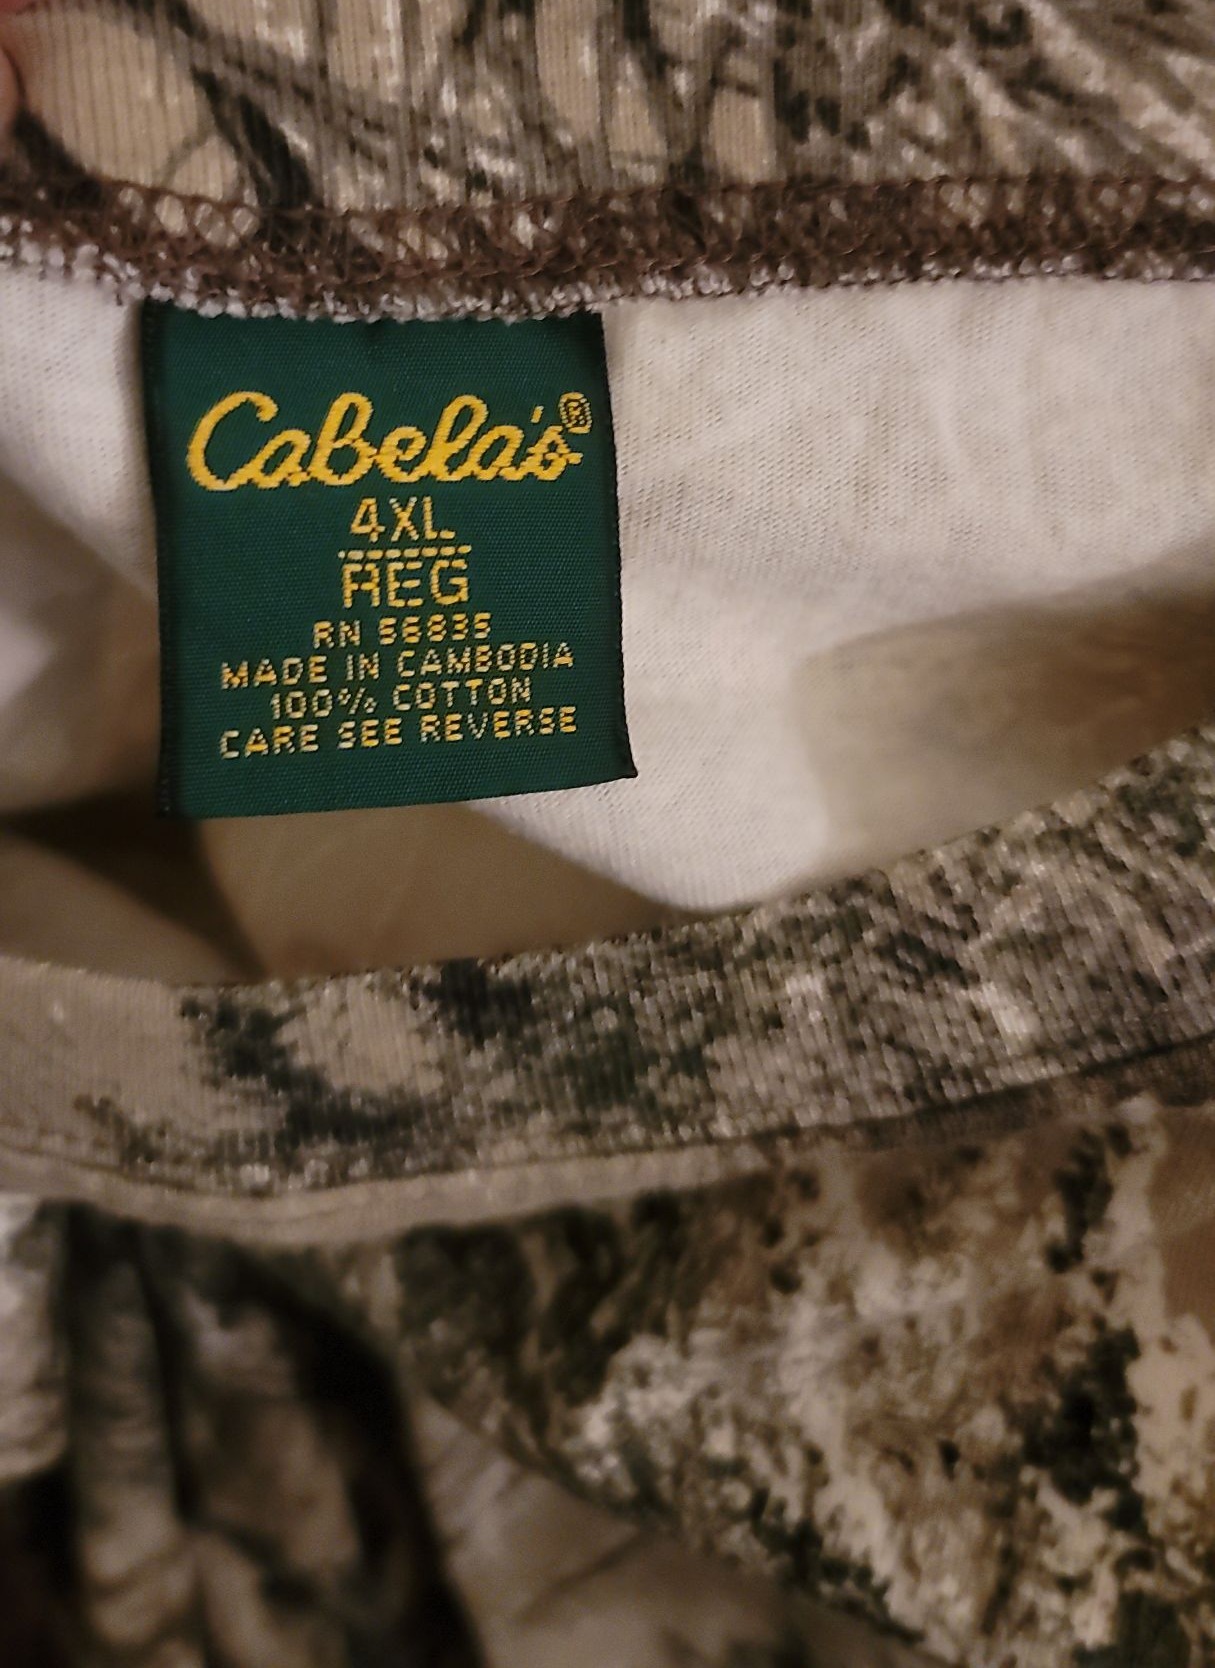 Cabela's®
4XL
REG
RN 56835
MADE IN CAMBODIA
100% COTTON
CARE SEE REVERSE